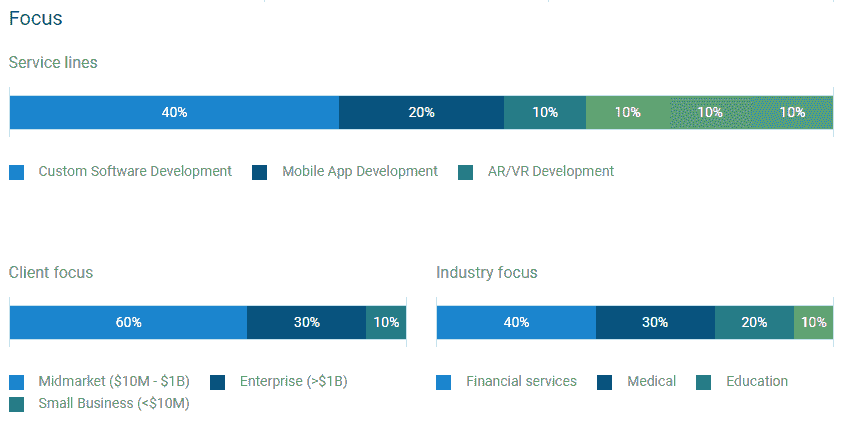 Focus
Service lines
40% 20% 10% 10% 10% 10%
Custom Software Development Mobile App Development AR/VR Development
Client focus
60% 30% 10%
Midmarket ($10M - $1B) Enterprise (>$1B)
Small Business (<$10M)
Industry focus
40% 30% 20% 10%
Financial services Medical Education